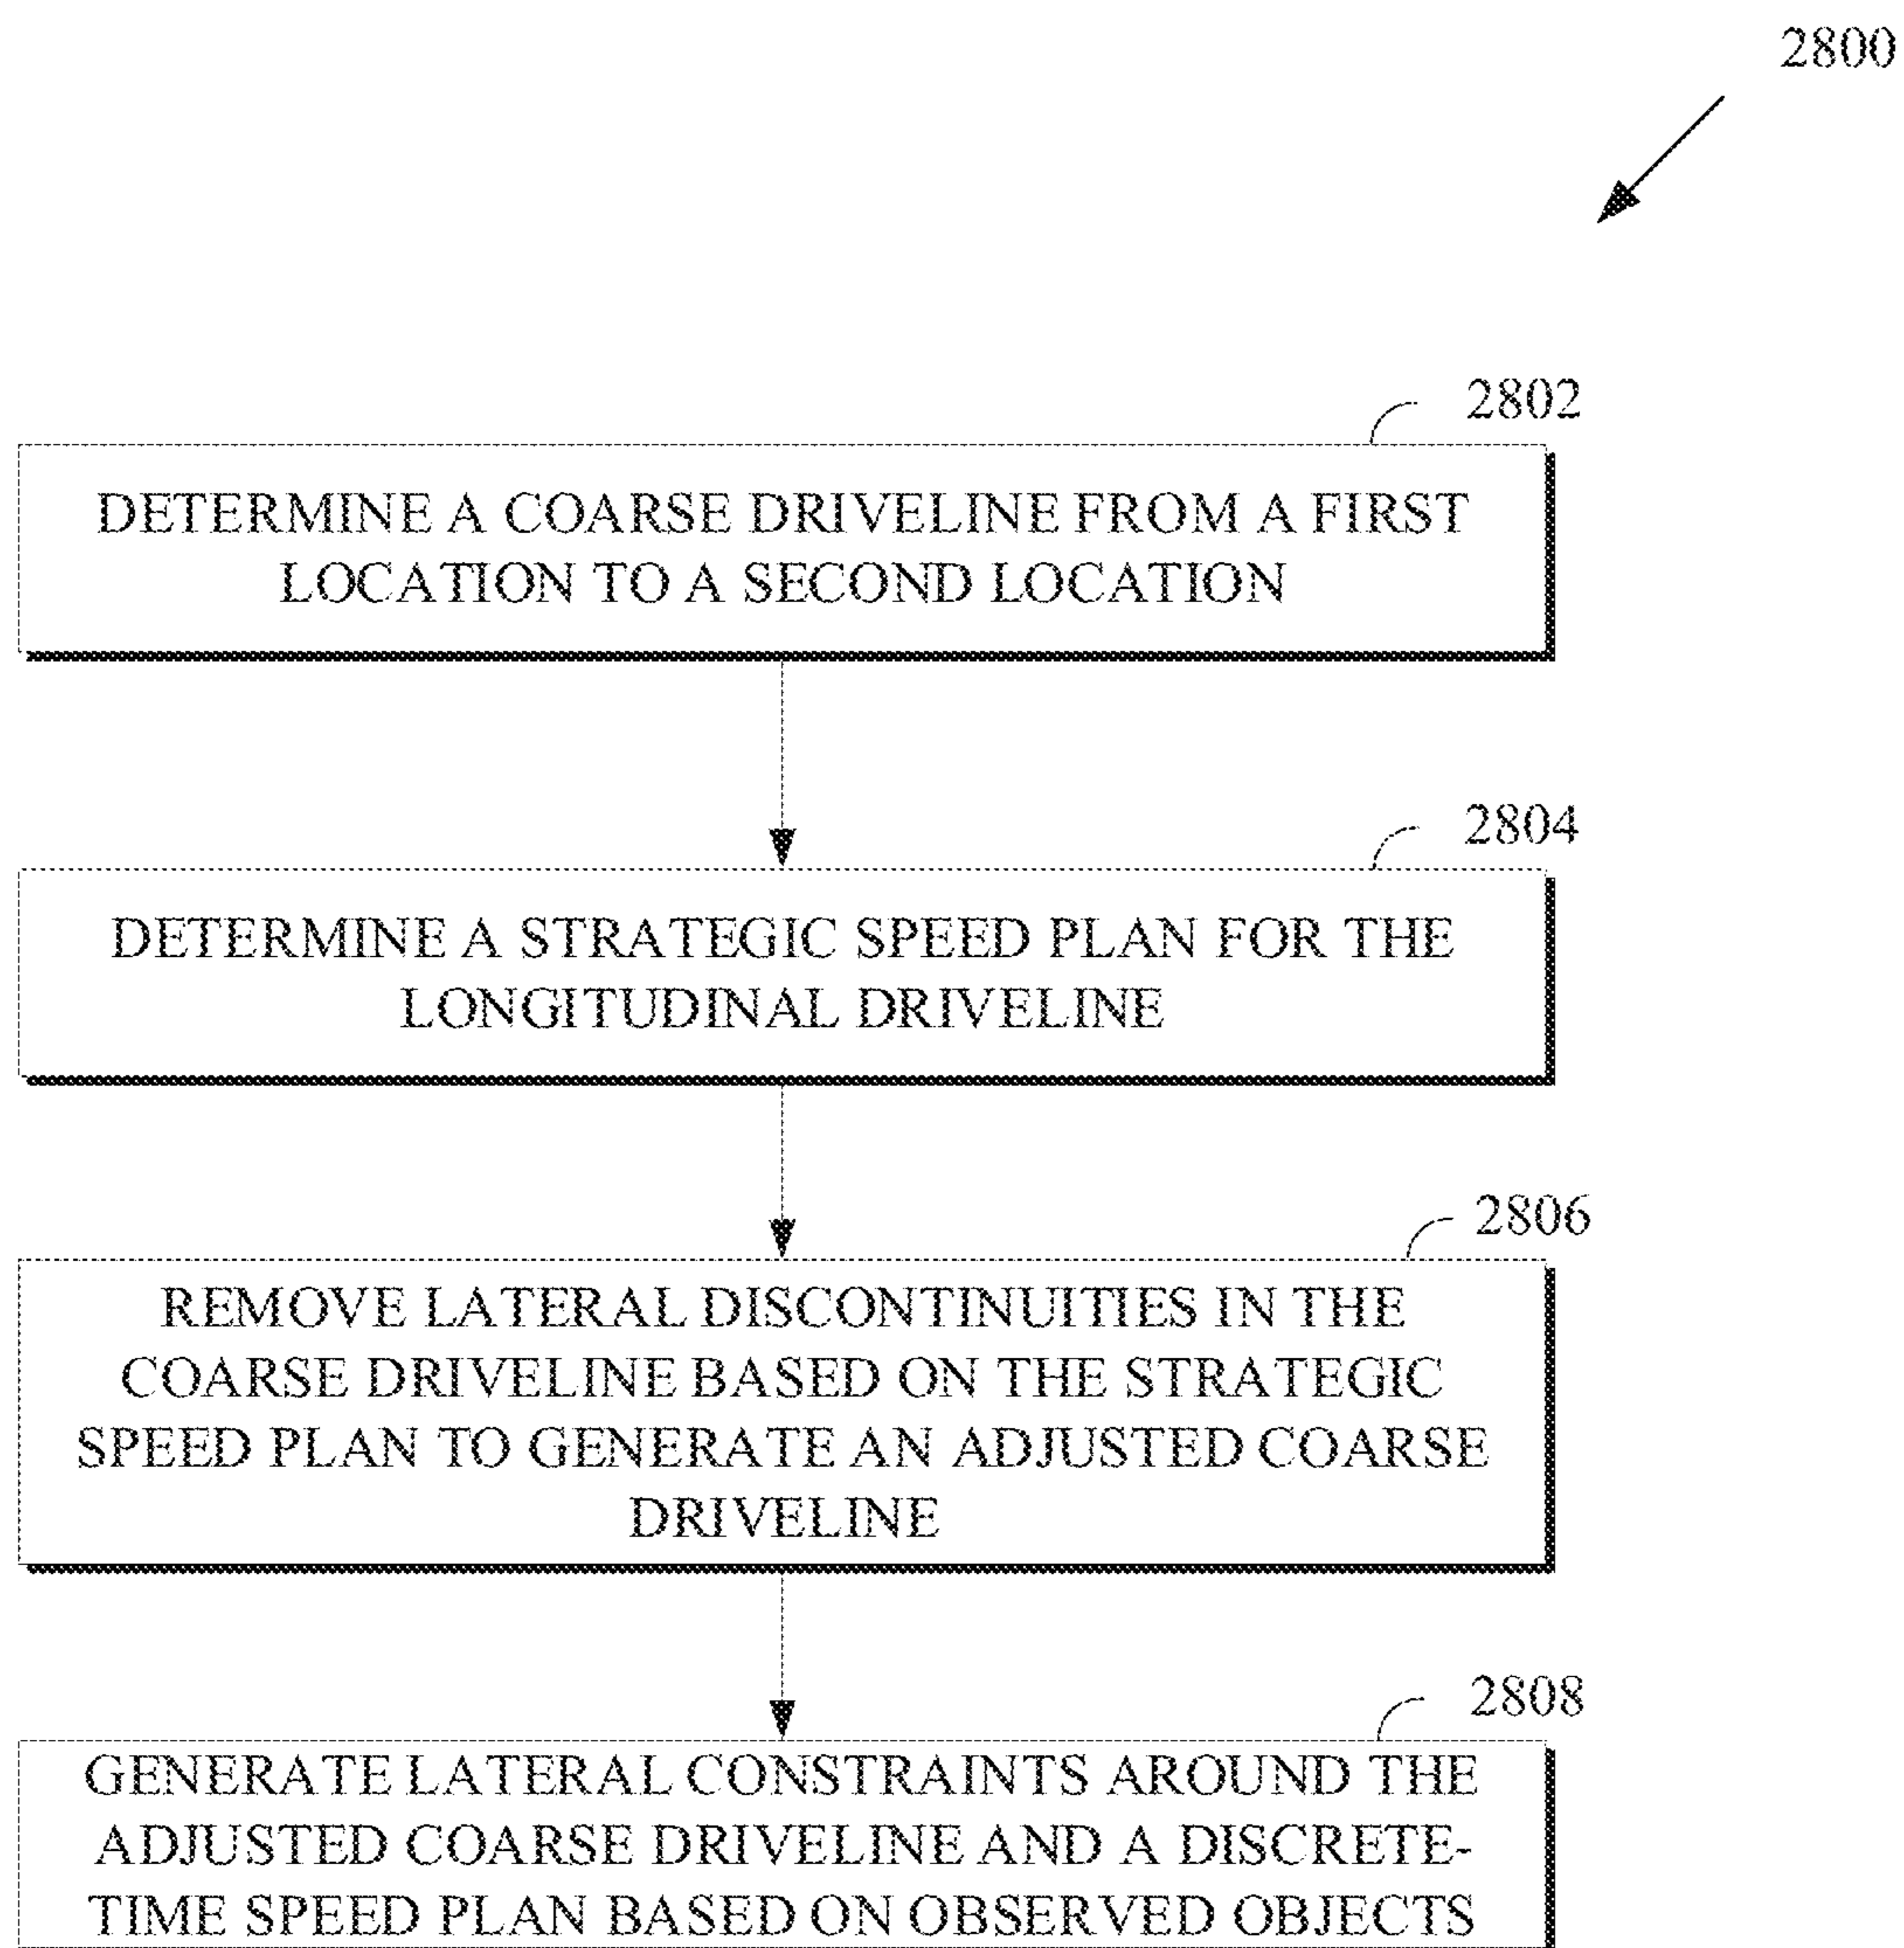 2800
2802
DETERMINE A COARSE DRIVELINE FROM A FIRST
LOCATION TO A SECOND LOCATION
2804
DETERMINE A STRATEGIC SPEED PLAN FOR THE
LONGITUDINAL DRIVELINE
2806
REMOVE LATERAL DISCONTINUITIES IN THE
COARSE DRIVELINE BASED ON THE STRATEGIC
SPEED PLAN TO GENERATE AN ADJUSTED COARSE
DRIVELINE
2808
GENERATE LATERAL CONSTRAINTS AROUND THE
ADJUSTED COARSE DRIVELINE AND A DISCRETE-
TIME SPEED PLAN BASED ON OBSERVED OBJECTS